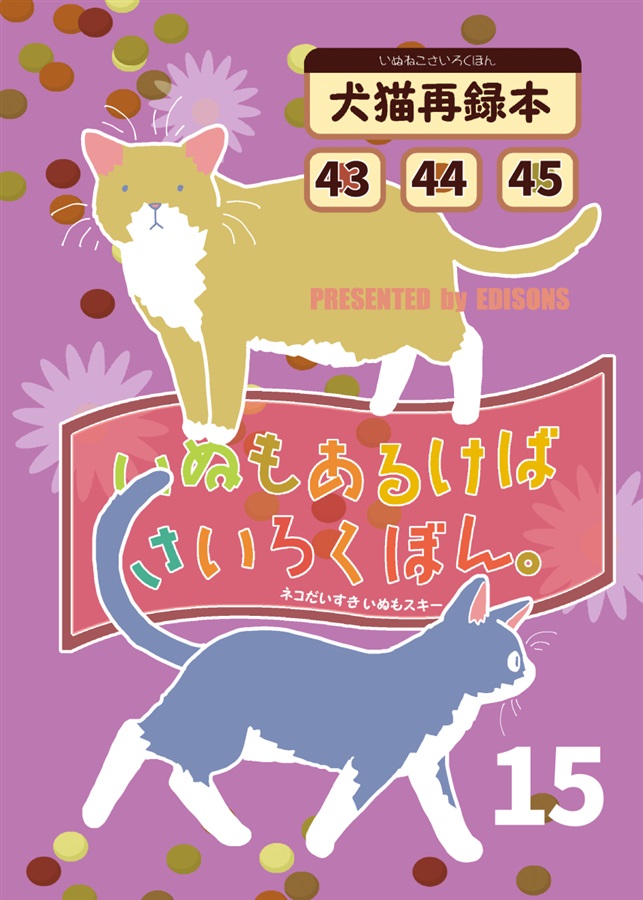 いぬねこさいろくほん
犬猫再録本
43 44 45
PRESENTED by EDISONS
いぬもあるけば
さいろくぼん。
ネコだいすき いぬもスキー
15